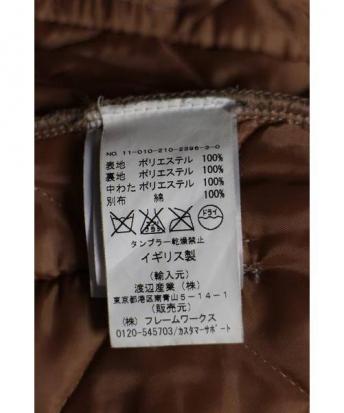 NO. 11-010-210-2396-3-0
表地 ポリエステル 100%
裏地 ポリエステル 100%
中わた ポリエステル 100%
別布 綿 100%
ドライ
タンブラー乾燥禁止
イギリス製
(輸入元)
渡辺産業(株)
東京都港区南青山5-14-1
(販売元)
(株) フレームワークス
0120-545703/カスタマーサポート